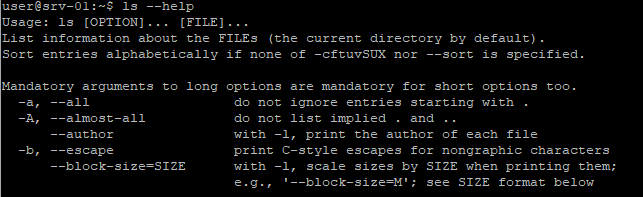 user@srv-01:~$ ls --help
Usage: ls [OPTION]... [FILE]...
List information about the FILEs (the current directory by default).
Sort entries alphabetically if none of -cftuvSUX nor --sort is specified.

Mandatory arguments to long options are mandatory for short options too.
  -a, --all                  do not ignore entries starting with .
  -A, --almost-all           do not list implied . and ..
      --author               with -l, print the author of each file
  -b, --escape               print C-style escapes for nongraphic characters
      --block-size=SIZE      with -l, scale sizes by SIZE when printing them;
                             e.g., '--block-size=M'; see SIZE format below